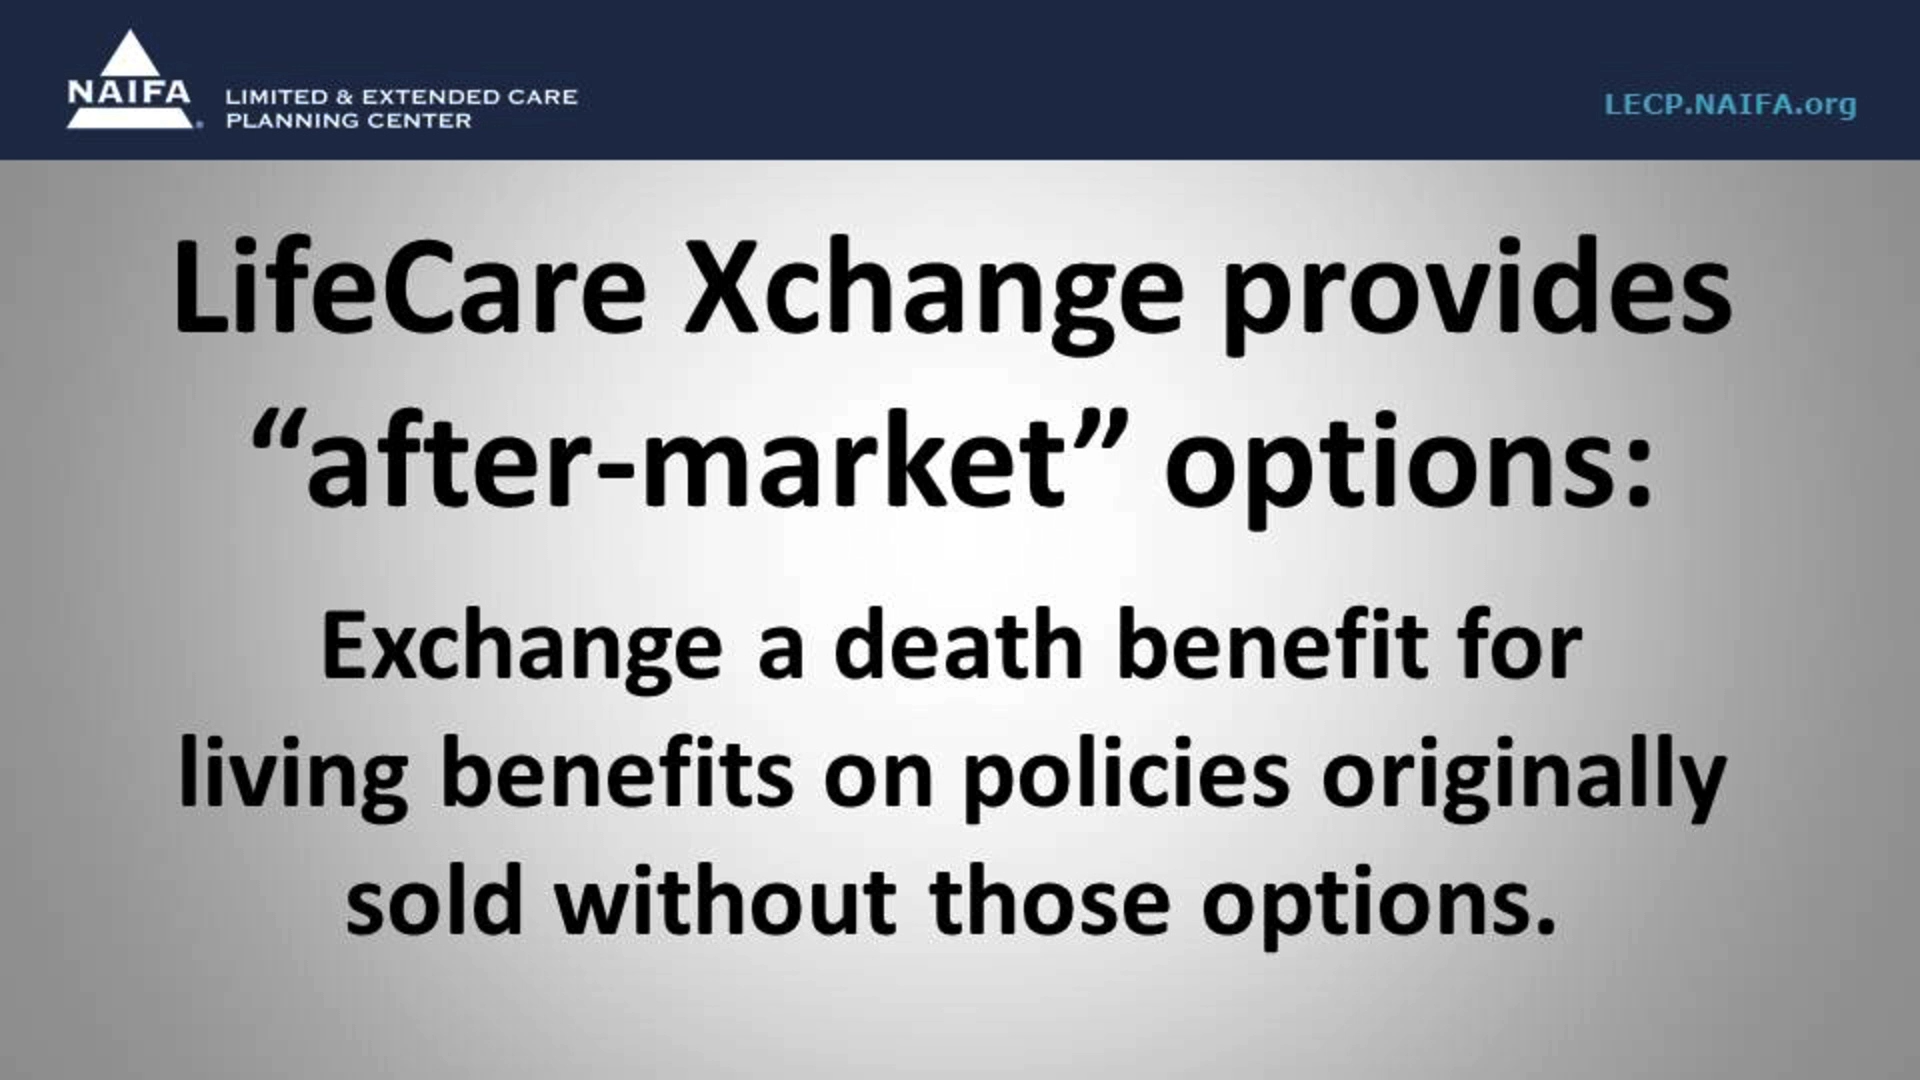 NAIFA
LIMITED & EXTENDED CARE
PLANNING CENTER
LECP.NAIFA.org
LifeCare Xchange provides
“after-market” options:
Exchange a death benefit for
living benefits on policies originally
sold without those options.